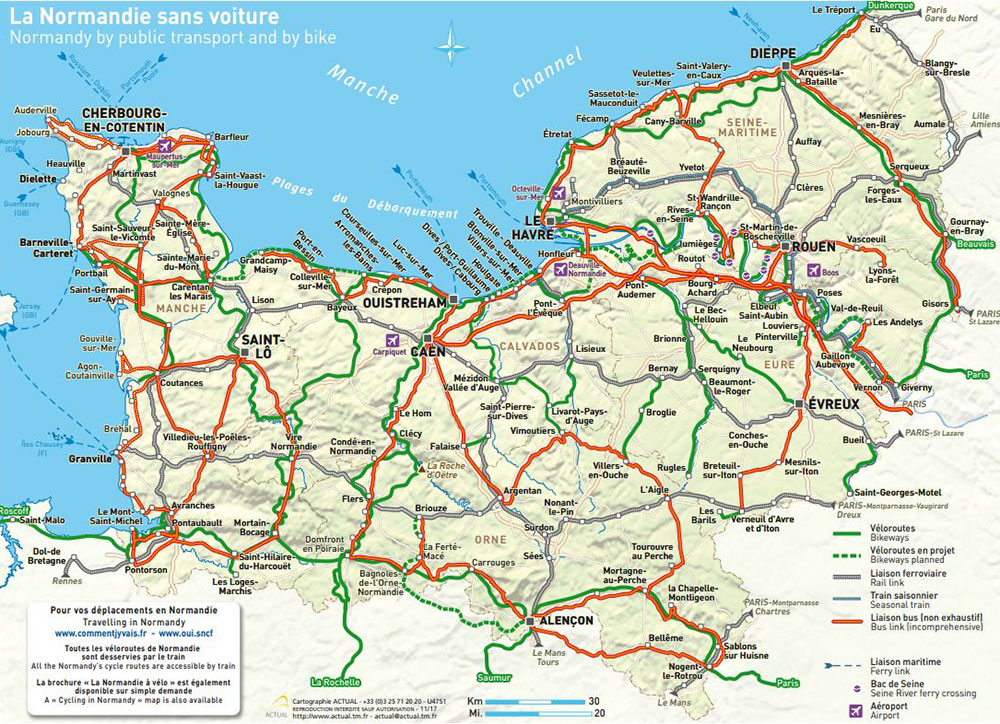 La Normandie sans voiture
Normandy by public transport and by bike
Manche
Channel
Plages du Débarquement
Rosslare - Dublin
Portsmouth
Poole
Portsmouth
Portsmouth
Newhaven
Aurigny
(GB)
Guernesey
(GB)
Jersey
(GB)
Îles Chausey
(F)
Le Tréport
Dunkerque
Paris
Gare du Nord
Eu
DIEPPE
Blangy-
sur-Bresle
Saint-Valery-
en-Caux
Arques-la-
Bataille
Veulettes-
sur-Mer
Sassetot-le-
Mauconduit
Lille
Amiens
Fécamp
Cany-Barville
SEINE-
MARITIME
Mesnières-
en-Bray
Aumale
Étretat
Auffay
Yvetot
Bréauté-
Beuzeville
Serqueux
Clères
Forges-
les-Eaux
Octeville-
sur-Mer
Montivilliers
St-Wandrille-
Rançon
Rives-
en-Seine
St-Martin-de-
Boscherville
Gournay-
en-Bray
Beauvais
LE
HAVRE
Jumièges
ROUEN
Vascoeuil
Honfleur
Routot
Boos
Lyons-
la-Forêt
Deauville-
Normandie
Pont-
Audemer
Bourg-
Achard
Poses
Gisors
Elbeuf
Saint-Aubin
Val-de-Reuil
PARIS
St Lazare
Pont-
l'Évêque
Le Bec-
Hellouin
Louviers
Les Andelys
Pinterville
Brionne
Le
Neubourg
Gaillon
Aubevoye
CALVADOS
Lisieux
EURE
Paris
Bernay
Serquigny
Vernon
Giverny
PARIS
Beaumont-
le-Roger
ÉVREUX
Broglie
Conches-
en-Ouche
Bueil
PARIS-St Lazare
Rugles
Breteuil-
sur-Iton
Mesnils-
sur-Iton
Saint-Georges-Motel
PARIS-Montparnasse-Vaugirard
Dreux
Les
Barils
Verneuil d'Avre
et d'Iton
Auderville
CHERBOURG-
EN-COTENTIN
Jobourg
Barfleur
Maupertus-
sur-Mer
Heauville
Martinvast
Dielette
Saint-Vaast-
la-Hougue
Valognes
Saint-Sauveur-
le-Vicomte
Sainte-Mère-
Église
Barneville-
Carteret
Sainte-Marie-
du-Mont
Portbail
Grandcamp-
Maisy
Port-en-
Bessin
Colleville-
sur-Mer
Arromanches-
les-Bains
Courseulles-sur-Mer
Luc-sur-Mer
Dives/Port-Guillaume
Dives/Cabourg
Houlgate
Villers-sur-Mer
Blonville-sur-Mer
Trouville-Deauville
Saint-Germain-
sur-Ay
Carentan
les Marais
Crépon
OUISTREHAM
MANCHE
Lison
Bayeux
Gouville-
sur-Mer
SAINT-
LÔ
Carpiquet
CAEN
Agon-
Coutainville
Coutances
Mézidon
Vallée d'Auge
Saint-Pierre-
sur-Dives
Livarot-Pays-
d'Auge
Le Hom
Vimoutiers
Bréhal
Villedieu-les-Poêles-
Rouffigny
Vire
Normandie
Condé-en-
Normandie
Clécy
Falaise
Granville
La Roche
d'Oëtre
Villers-
en-Ouche
Flers
Argentan
L'Aigle
Avranches
Briouze
Nonant-
le-Pin
Roscoff
Saint-Malo
Le Mont-
Saint-Michel
Pontaubault
Mortain-
Bocage
Surdon
Dol-de-
Bretagne
Domfront
en Poiraie
ORNE
La Ferté-
Macé
Sées
Tourouvre
au Perche
Rennes
Pontorson
Saint-Hilaire-
du-Harcouët
Carrouges
Les Loges-
Marchis
Bagnoles-
de-l'Orne-
Normandie
Mortagne-
au-Perche
la Chapelle-
Montligeon
PARIS-Montparnasse
Chartres
ALENÇON
Bellême
Sablons
sur Huisne
Le Mans
Tours
Nogent-
le-Rotrou
Le Mans
La Rochelle
Saumur
Paris
Véloroutes
Bikeways
Véloroutes en projet
Bikeways planned
Liaison ferroviaire
Rail link
Train saisonnier
Seasonal train
Liaison bus (non exhaustif)
Bus link (incomprehensive)
Liaison maritime
Ferry link
Bac de Seine
Seine River ferry crossing
Aéroport
Airport
Pour vos déplacements en Normandie
Travelling in Normandy
www.commentjyvais.fr - www.oui.sncf
Toutes les véloroutes de Normandie
sont desservies par le train
All the Normandy's cycle routes are accessible by train
La brochure « La Normandie à vélo » est également
disponible sur simple demande
A « Cycling in Normandy » map is also available
ACTUAL
Cartographie ACTUAL - +33 (0)3 25 71 20 20 - U4751
REPRODUCTION INTERDITE SAUF AUTORISATION - 11/17
http://www.actual.tm.fr - actual@actual.tm.fr
Km 30
Mi. 20